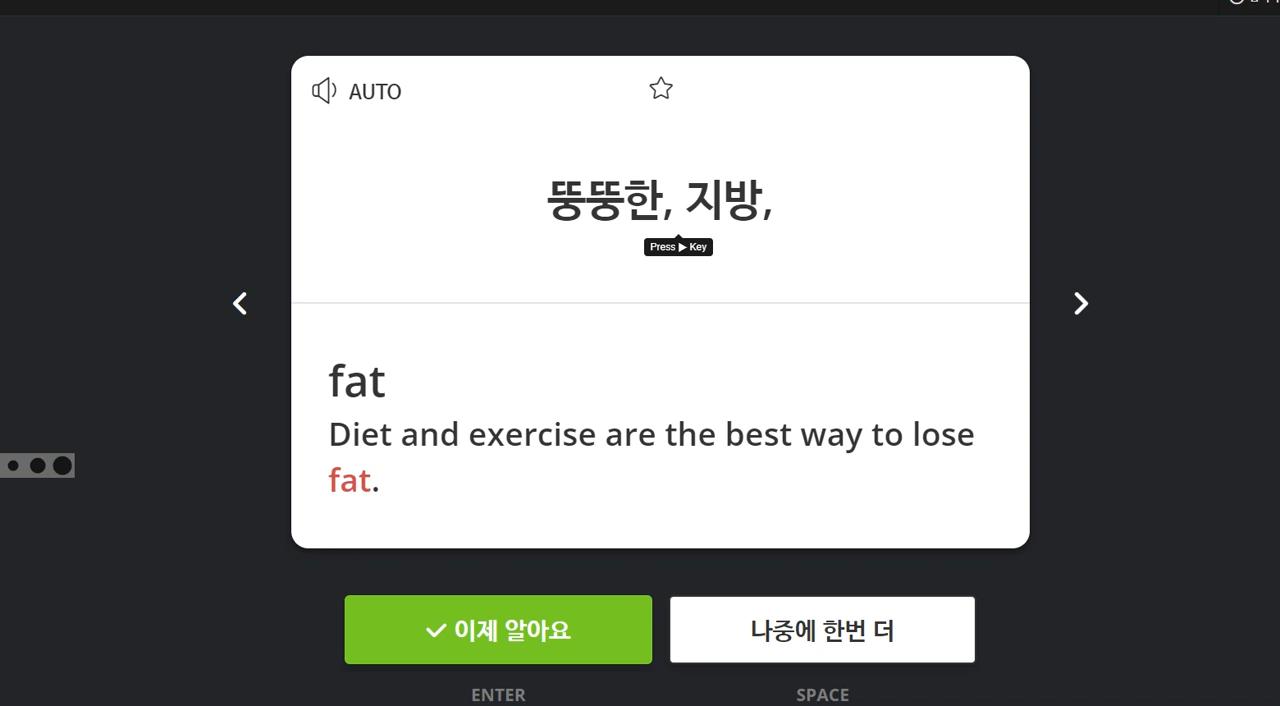 AUTO
뚱뚱한, 지방,
Press ▶ Key
fat
Diet and exercise are the best way to lose
fat.
이제 알아요
나중에 한번 더
ENTER
SPACE